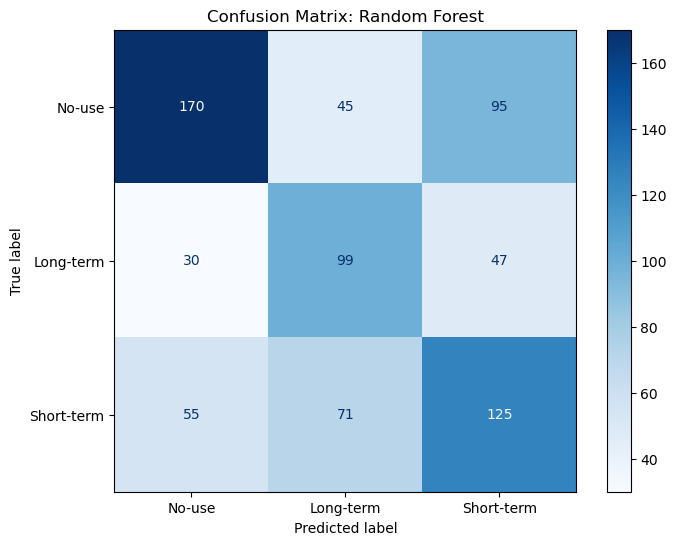 Confusion Matrix: Random Forest
No-use 170 45 95
Long-term 30 99 47
Short-term 55 71 125
No-use Long-term Short-term
Predicted label
True label
160
140
120
100
80
60
40